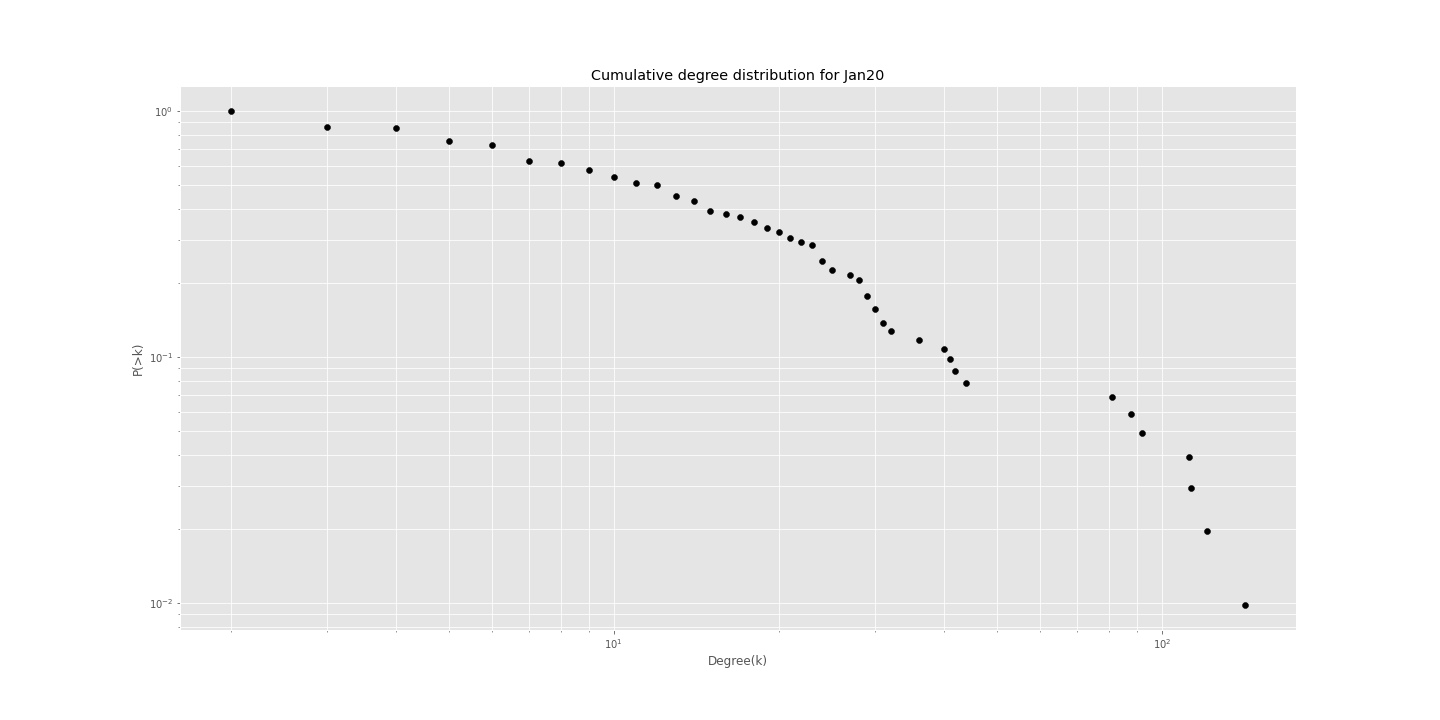 Cumulative degree distribution for Jan20
10⁰
10⁻¹
10⁻²
P(>k)
10¹
10²
Degree(k)